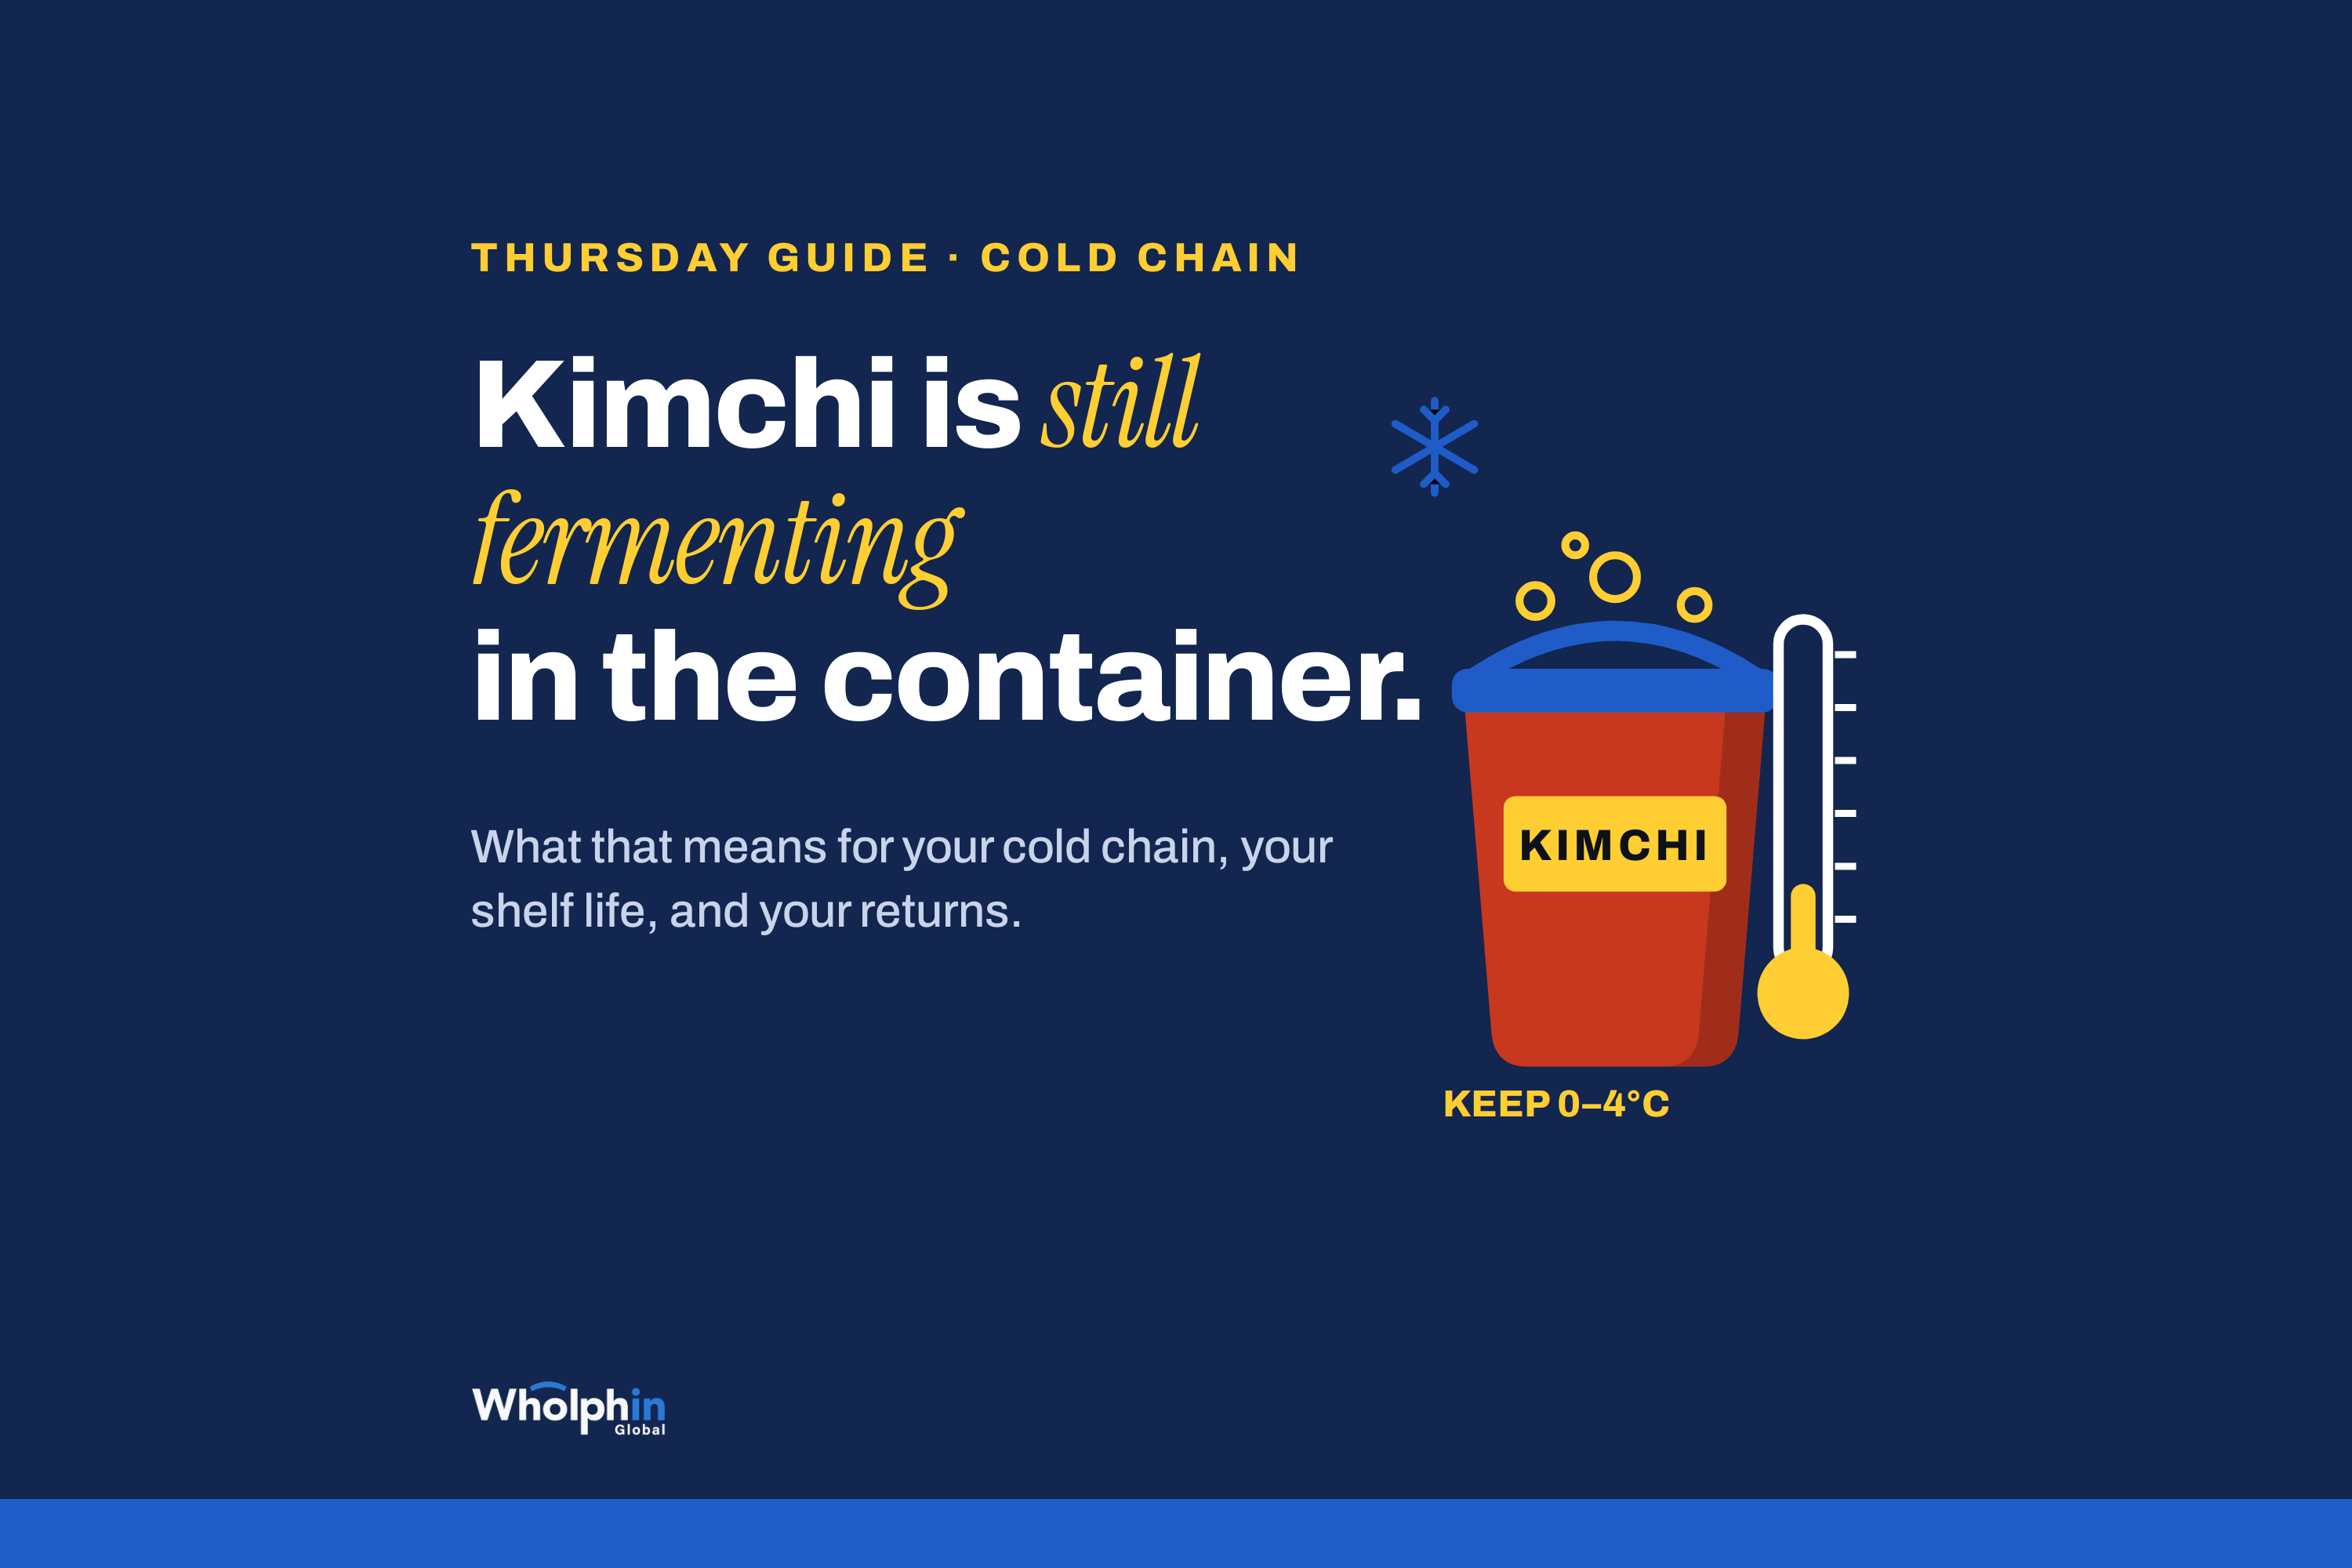 THURSDAY GUIDE · COLD CHAIN
Kimchi is still
fermenting
in the container.
What that means for your cold chain, your
shelf life, and your returns.
KIMCHI
KEEP 0–4°C
Wholphin
Global